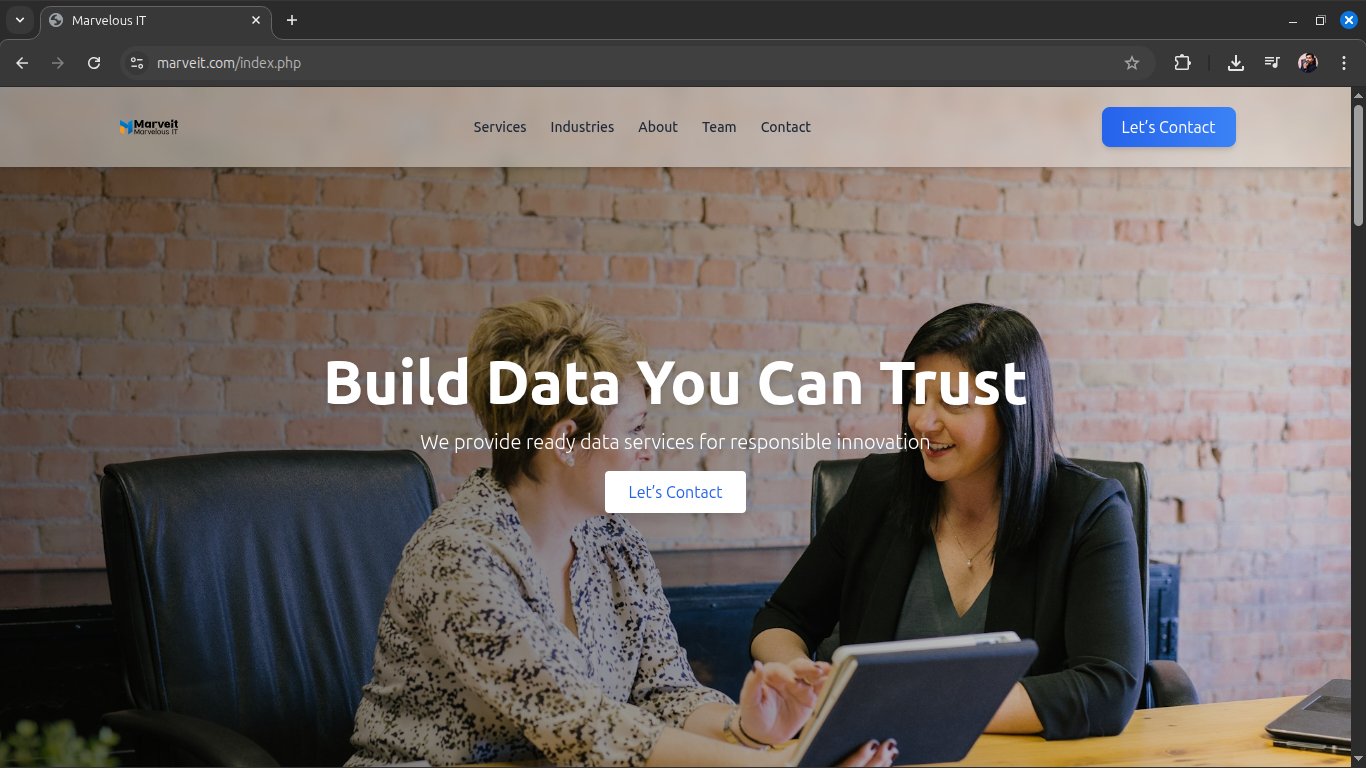 Marvelous IT
marveit.com/index.php
Marveit
Marvelous IT
Services
Industries
About
Team
Contact
Let’s Contact
Build Data You Can Trust
We provide ready data services for responsible innovation
Let’s Contact